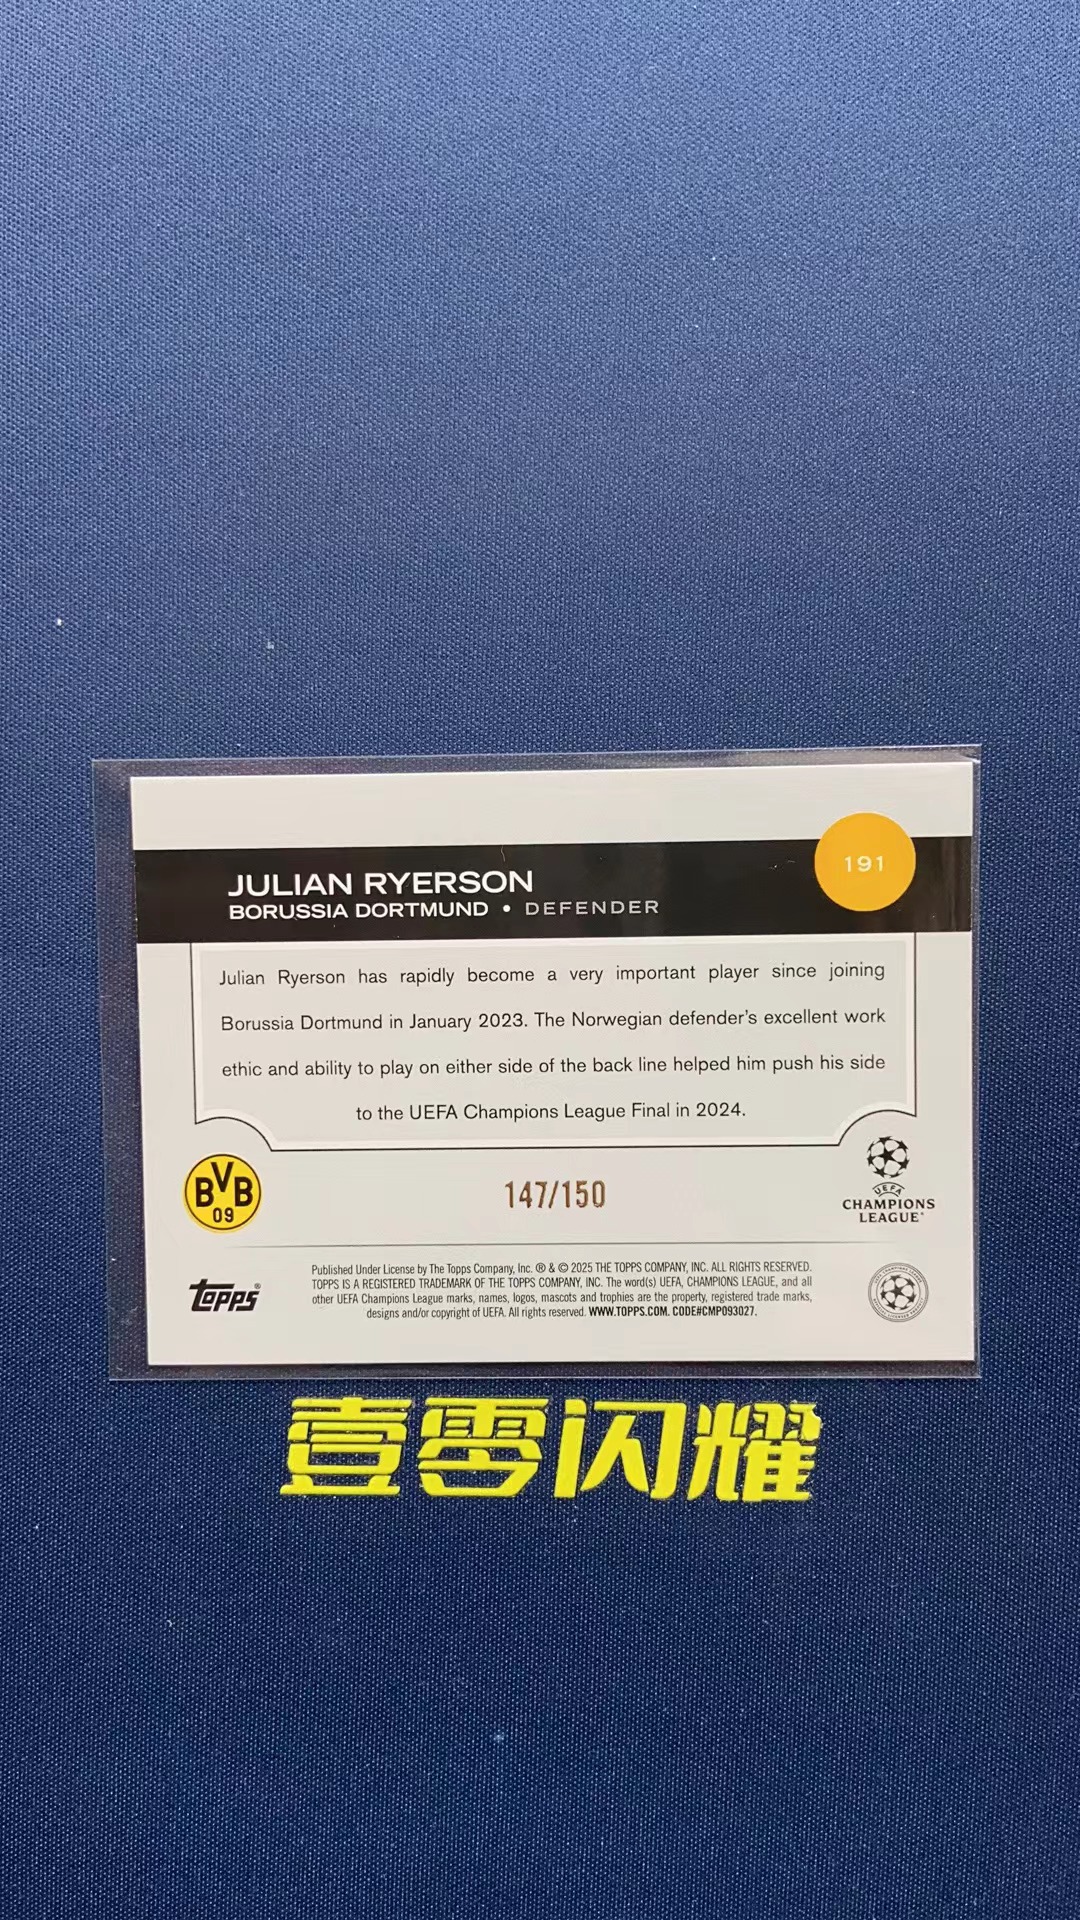 191
JULIAN RYERSON
BORUSSIA DORTMUND • DEFENDER
Julian Ryerson has rapidly become a very important player since joining
Borussia Dortmund in January 2023. The Norwegian defender's excellent work
ethic and ability to play on either side of the back line helped him push his side
to the UEFA Champions League Final in 2024.
BVB
09
147/150
UEFA
CHAMPIONS
LEAGUE
TOPPS®
Published Under License by The Topps Company, Inc. ® & © 2025 THE TOPPS COMPANY, INC. ALL RIGHTS RESERVED.
TOPPS IS A REGISTERED TRADEMARK OF THE TOPPS COMPANY, INC. The word(s) UEFA, CHAMPIONS LEAGUE, and all
other UEFA Champions League marks, names, logos, mascots and trophies are the property, registered trade marks,
designs and/or copyright of UEFA. All rights reserved. WWW.TOPPS.COM. CODE#CMP093027.
壹零闪耀